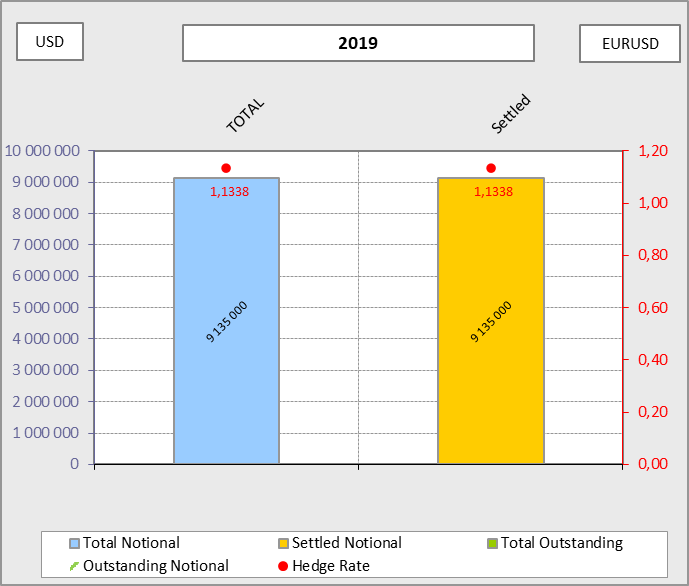 USD
2019
EURUSD
TOTAL
Settled
10 000 000
9 000 000
8 000 000
7 000 000
6 000 000
5 000 000
4 000 000
3 000 000
2 000 000
1 000 000
0
1,1338
1,1338
9 135 000
9 135 000
1,20
1,00
0,80
0,60
0,40
0,20
0,00
Total Notional
Settled Notional
Total Outstanding
Outstanding Notional
Hedge Rate